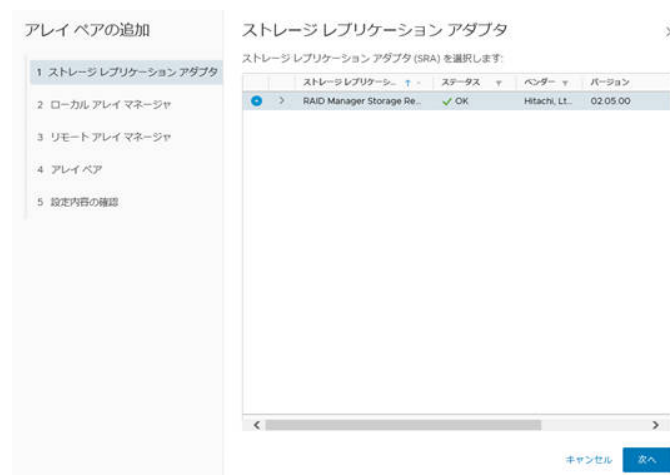 アレイ ペアの追加
1 ストレージ レプリケーション アダプタ
2 ローカル アレイ マネージャ
3 リモート アレイ マネージャ
4 アレイ ペア
5 設定内容の確認
ストレージ レプリケーション アダプタ
ストレージ レプリケーション アダプタ (SRA) を選択します:
ストレージ レプリケーシ... ステータス ベンダー バージョン
RAID Manager Storage Re... OK Hitachi, Lt... 02.05.00
キャンセル 次へ